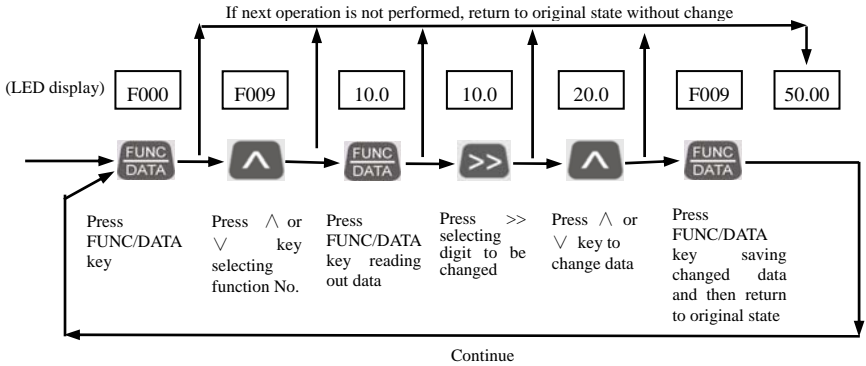 If next operation is not performed, return to original state without change
(LED display)
F000
F009
10.0
10.0
20.0
F009
50.00
FUNC
DATA
∧
FUNC
DATA
>>
∧
FUNC
DATA
Press
FUNC/DATA
key
Press ∧ or
∨ key
selecting
function No.
Press
FUNC/DATA
key reading
out data
Press >>
selecting
digit to be
changed
Press ∧ or
∨ key to
change data
Press
FUNC/DATA
key saving
changed data
and then return
to original state
Continue